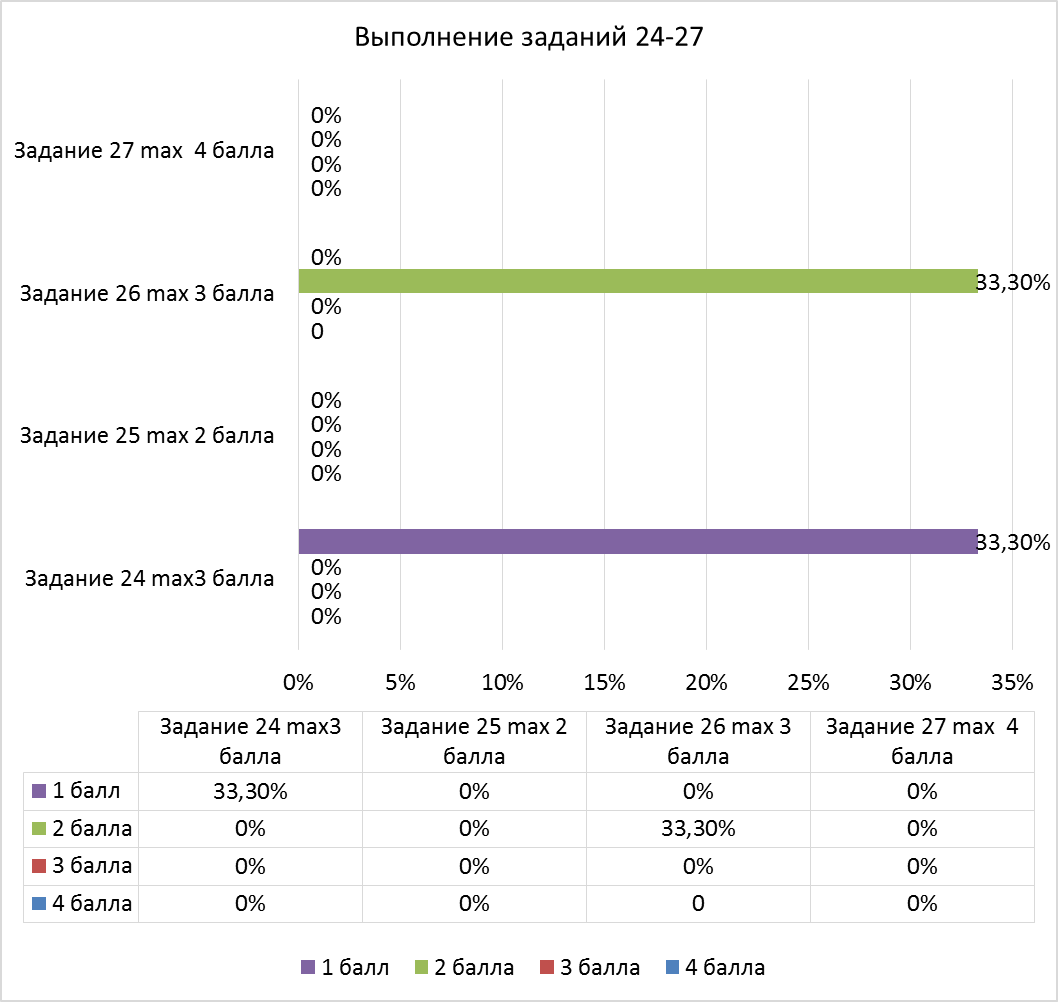 Выполнение заданий 24-27
Задание 27 max  4 балла
0%
0%
0%
0%
Задание 26 max 3 балла
0%
33,30%
0%
0
Задание 25 max 2 балла
0%
0%
0%
0%
Задание 24 max3 балла
33,30%
0%
0%
0%
0% 5% 10% 15% 20% 25% 30% 35%
Задание 24 max3 балла Задание 25 max 2 балла Задание 26 max 3 балла Задание 27 max  4 балла
1 балл 33,30% 0% 0% 0%
2 балла 0% 0% 33,30% 0%
3 балла 0% 0% 0% 0%
4 балла 0% 0% 0 0%
1 балл 2 балла 3 балла 4 балла